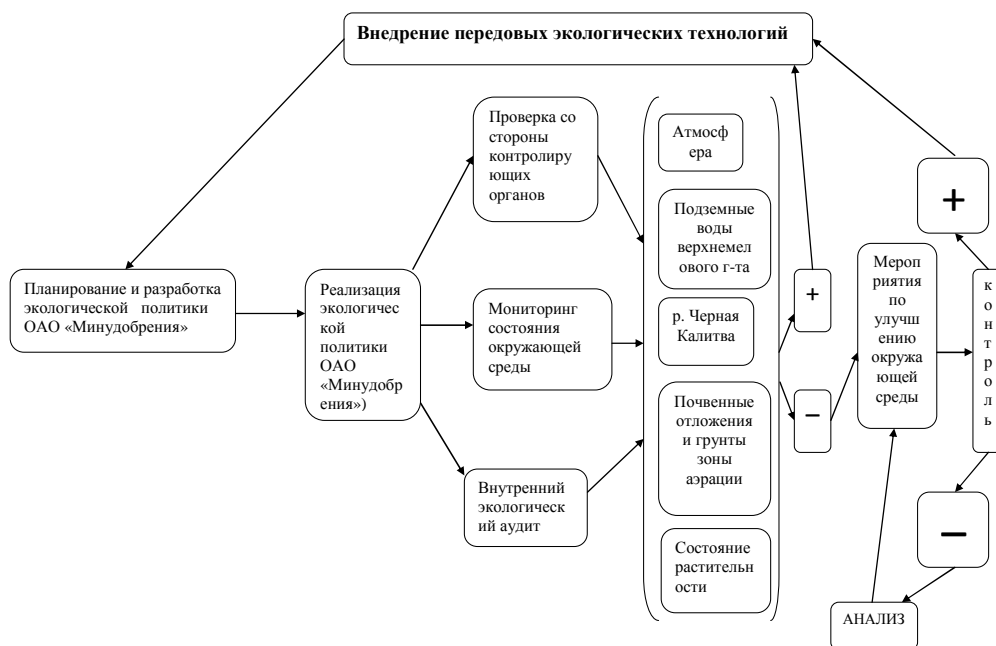 Внедрение передовых экологических технологий
Проверка со
стороны
контролиру
ющих
органов
Атмосф
ера
Подземные
воды
верхнемел
ового г-та
Планирование и разработка
экологической политики
ОАО «Минудобрения»
Реализация
экологичес
кой
политики
ОАО
«Минудобр
ения»)
Мониторинг
состояния
окружающей
среды
р. Черная
Калитва
Почвенные
отложения
и грунты
зоны
аэрации
Внутренний
экологическ
ий аудит
Состояние
растительн
ости
+
−
Мероп
риятия
по
улучш
ению
окружа
ющей
среды
+
к
о
н
т
р
о
л
ь
−
АНАЛИЗ